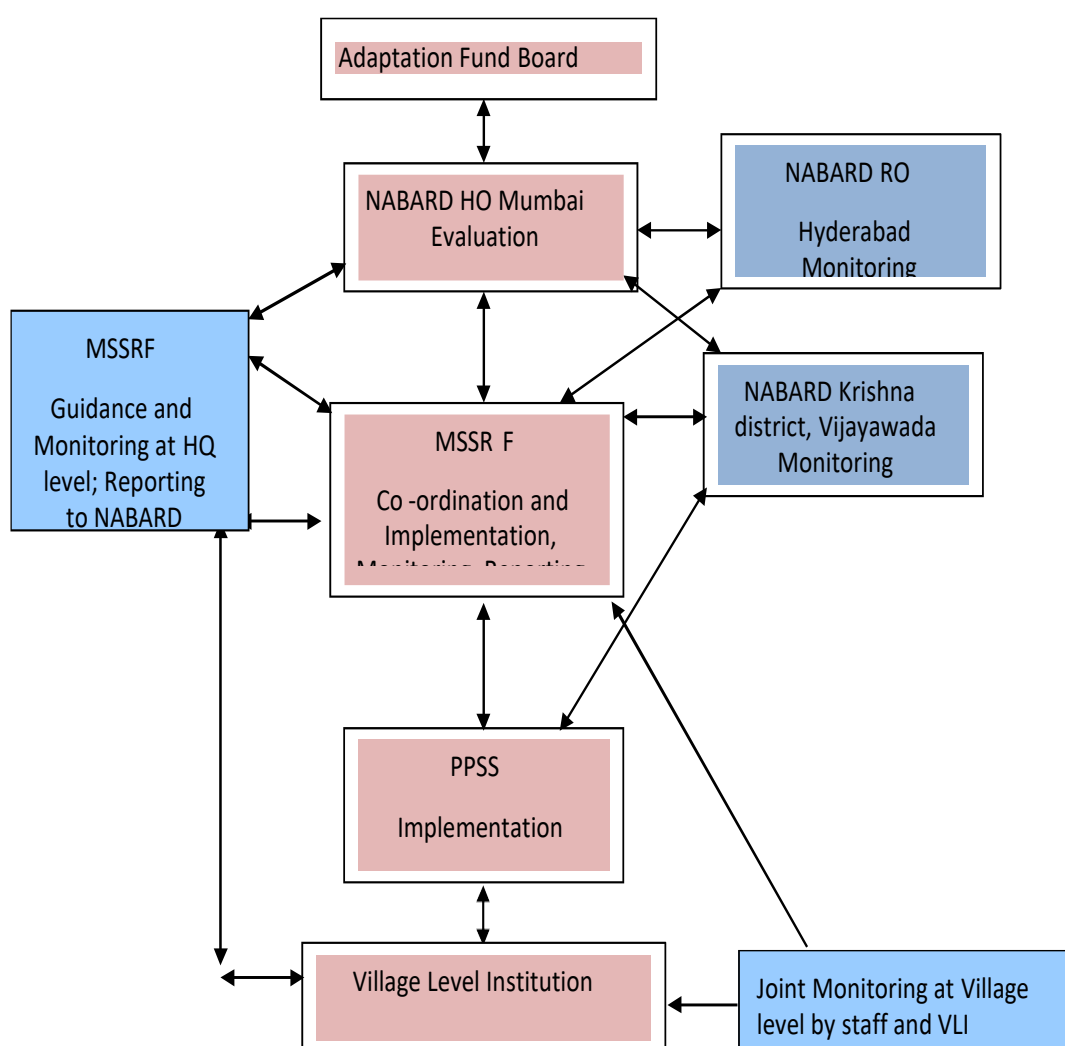 Adaptation Fund Board
NABARD HO Mumbai
Evaluation
NABARD RO
Hyderabad
Monitoring
MSSRF
Guidance and
Monitoring at HQ
level; Reporting
to NABARD
NABARD Krishna
district, Vijayawada
Monitoring
MSSR F
Co -ordination and
Implementation,
Monitoring, Reporting
PPSS
Implementation
Village Level Institution
Joint Monitoring at Village
level by staff and VLI